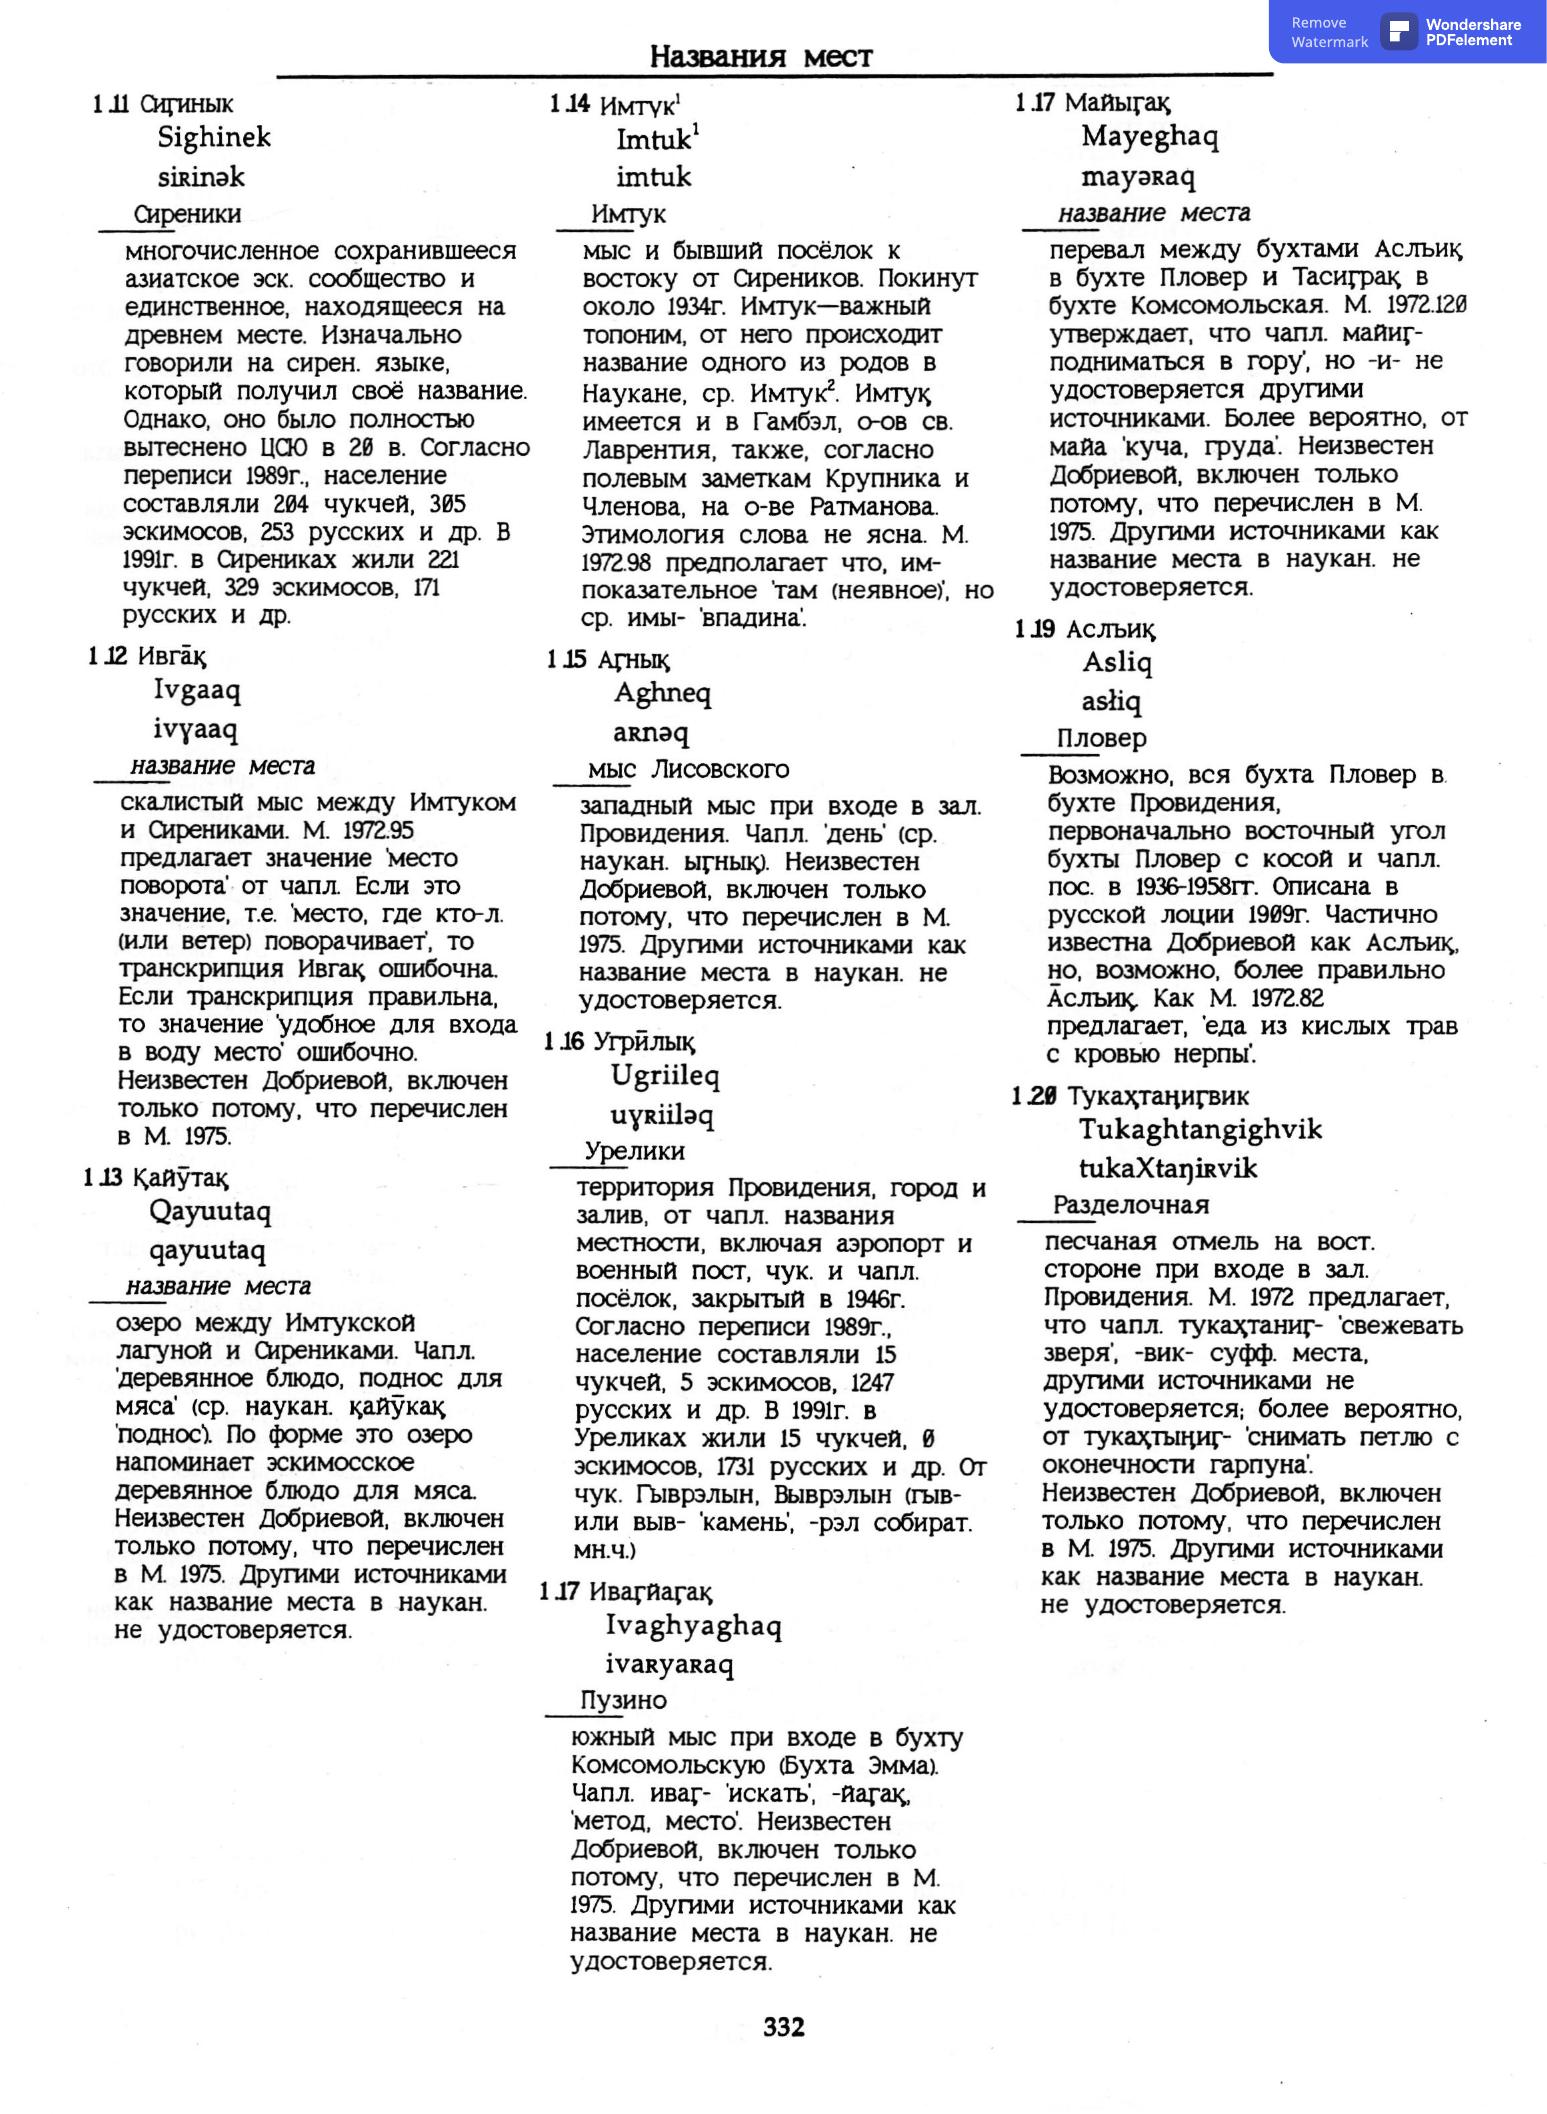 Remove
Watermark
Wondershare
PDFelement
Названия мест
1.11 Сиӷинык
Sighinek
siʀinək
Сиреники
многочисленное сохранившееся
азиатское эск. сообщество и
единственное, находящееся на
древнем месте. Изначально
говорили на сирен. языке,
который получил своё название.
Однако, оно было полностью
вытеснено ЦСЮ в 20 в. Согласно
переписи 1989г., население
составляли 204 чукчей, 305
эскимосов, 253 русских и др. В
1991г. в Сирениках жили 221
чукчей, 329 эскимосов, 171
русских и др.
1.12 Ивга̄қ
Ivgaaq
ivɣaaq
название места
скалистый мыс между Имтуком
и Сирениками. М. 1972.95
предлагает значение 'место
поворота' от чапл. Если это
значение, т.е. 'место, где кто-л.
(или ветер) поворачивает', то
транскрипция Ивгақ ошибочна.
Если транскрипция правильна,
то значение 'удобное для входа
в воду место' ошибочно.
Неизвестен Добриевой, включен
только потому, что перечислен
в М. 1975.
1.13 Қайӯтақ
Qayuutaq
qayuutaq
название места
озеро между Имтукской
лагуной и Сирениками. Чапл.
'деревянное блюдо, поднос для
мяса' (ср. наукан. қайӯкақ
'поднос'). По форме это озеро
напоминает эскимосское
деревянное блюдо для мяса.
Неизвестен Добриевой, включен
только потому, что перечислен
в М. 1975. Другими источниками
как название места в наукан.
не удостоверяется.
1.14 Имтүк¹
Imtuk¹
imtuk
Имтук
мыс и бывший посёлок к
востоку от Сиреников. Покинут
около 1934г. Имтук—важный
топоним, от него происходит
название одного из родов в
Наукане, ср. Имтук². Имтуқ
имеется и в Гамбэл, о-ов св.
Лаврентия, также, согласно
полевым заметкам Крупника и
Членова, на о-ве Ратманова.
Этимология слова не ясна. М.
1972.98 предполагает что, им-
показательное 'там (неявное)', но
ср. имы- 'впадина'.
1.15 Аӷнық
Aghneq
aʀnəq
мыс Лисовского
западный мыс при входе в зал.
Провидения. Чапл. 'день' (ср.
наукан. ыӷнық). Неизвестен
Добриевой, включен только
потому, что перечислен в М.
1975. Другими источниками как
название места в наукан. не
удостоверяется.
1.16 Угрӣлық
Ugriileq
uɣʀiiləq
Урелики
территория Провидения, город и
залив, от чапл. названия
местности, включая аэропорт и
военный пост, чук. и чапл.
посёлок, закрытый в 1946г.
Согласно переписи 1989г.,
население составляли 15
чукчей, 5 эскимосов, 1247
русских и др. В 1991г. в
Уреликах жили 15 чукчей, 0
эскимосов, 1731 русских и др. От
чук. Гыврэлын, Выврэлын (гыв-
или выв- 'камень', -рэл собират.
мн.ч.)
1.17 Иваӷйаӷақ
Ivaghyaghaq
ivaʀyaʀaq
Пузино
южный мыс при входе в бухту
Комсомольскую (Бухта Эмма).
Чапл. иваӷ- 'искать', -йаӷақ,
'метод, место'. Неизвестен
Добриевой, включен только
потому, что перечислен в М.
1975. Другими источниками как
название места в наукан. не
удостоверяется.
1.17 Майыӷақ
Mayeghaq
mayəʀaq
название места
перевал между бухтами Аслъиқ
в бухте Пловер и Тасиӷрақ в
бухте Комсомольская. М. 1972.120
утверждает, что чапл. майиӷ-
подниматься в гору', но -и- не
удостоверяется другими
источниками. Более вероятно, от
майа 'куча, груда'. Неизвестен
Добриевой, включен только
потому, что перечислен в М.
1975. Другими источниками как
название места в наукан. не
удостоверяется.
1.19 Аслъиқ
Asliq
asłiq
Пловер
Возможно, вся бухта Пловер в
бухте Провидения,
первоначально восточный угол
бухты Пловер с косой и чапл.
пос. в 1936-1958гг. Описана в
русской лоции 1909г. Частично
известна Добриевой как Аслъиқ,
но, возможно, более правильно
А̄слъиқ. Как М. 1972.82
предлагает, 'еда из кислых трав
с кровью нерпы'.
1.20 Тукаҳтаңиӷвик
Tukaghtangighvik
tukaXtaŋiʀvik
Разделочная
песчаная отмель на вост.
стороне при входе в зал.
Провидения. М. 1972 предлагает,
что чапл. тукаҳтаниӷ- 'свежевать
зверя', -вик- суфф. места,
другими источниками не
удостоверяется; более вероятно,
от тукаҳтыңиӷ- 'снимать петлю с
оконечности гарпуна'.
Неизвестен Добриевой, включен
только потому, что перечислен
в М. 1975. Другими источниками
как название места в наукан.
не удостоверяется.
332